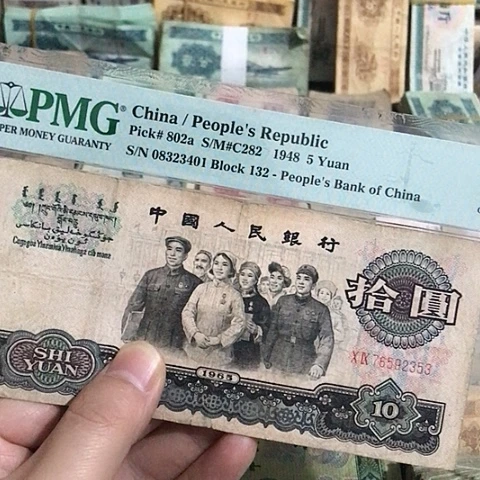 PMG®
PAPER MONEY GUARANTY
China / People's Republic
Pick# 802a S/M#C282 1948 5 Yuan
S/N 08323401 Block 132 - People's Bank of China
中國人民銀行
拾圓
XK 76582353
SHI
YUAN
1965
10